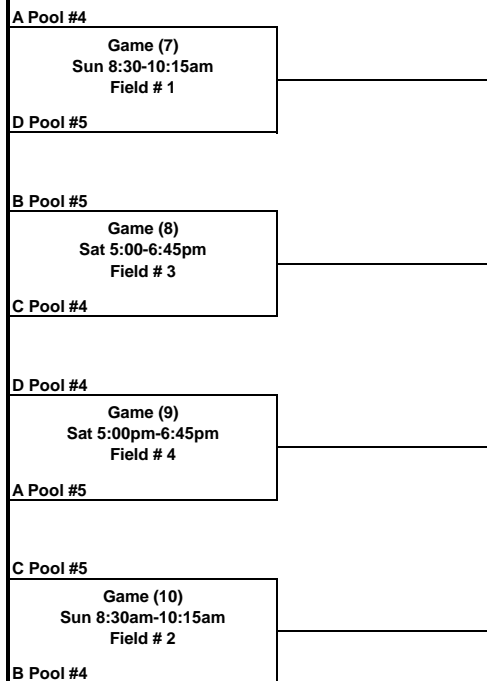 A Pool #4
Game (7)
Sun 8:30-10:15am
Field # 1
D Pool #5
B Pool #5
Game (8)
Sat 5:00-6:45pm
Field # 3
C Pool #4
D Pool #4
Game (9)
Sat 5:00pm-6:45pm
Field # 4
A Pool #5
C Pool #5
Game (10)
Sun 8:30am-10:15am
Field # 2
B Pool #4